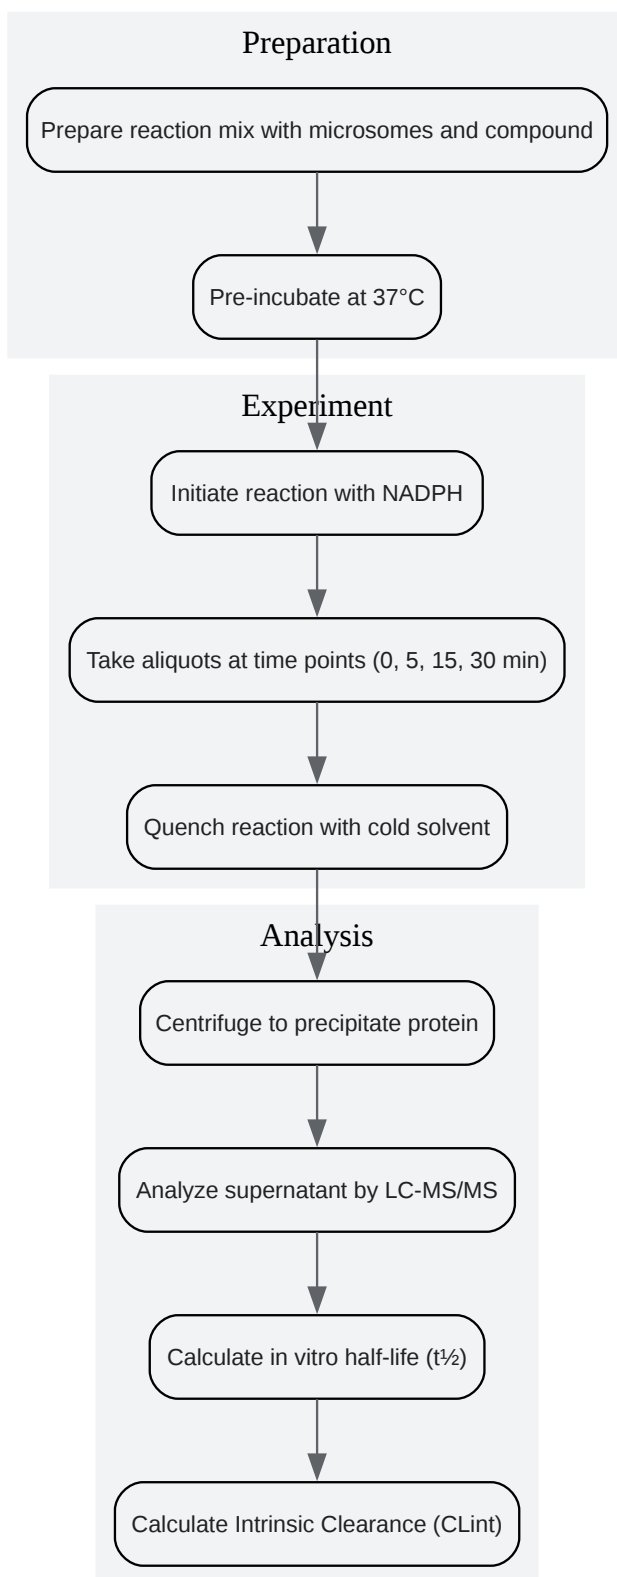 Preparation
Prepare reaction mix with microsomes and compound
Pre-incubate at 37°C
Experiment
Initiate reaction with NADPH
Take aliquots at time points (0, 5, 15, 30 min)
Quench reaction with cold solvent
Analysis
Centrifuge to precipitate protein
Analyze supernatant by LC-MS/MS
Calculate in vitro half-life (t½)
Calculate Intrinsic Clearance (CLint)